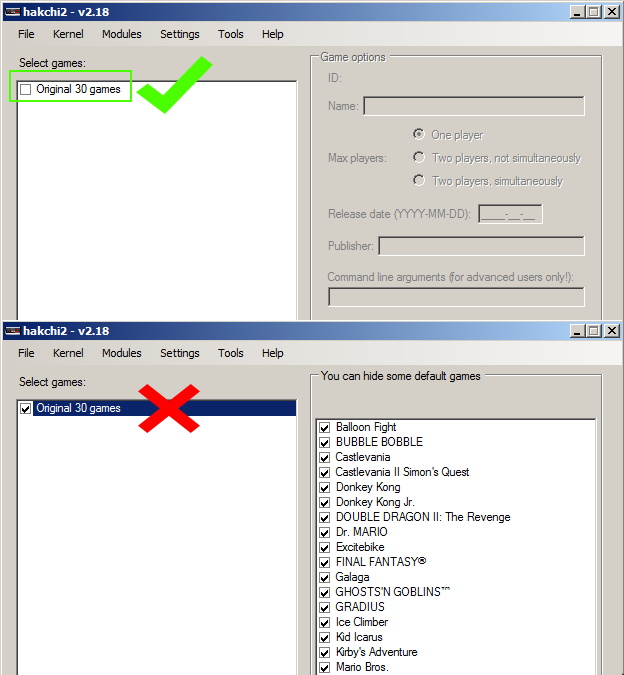 hakchi2 - v2.18
File Kernel Modules Settings Tools Help
Select games:
Original 30 games
Game options
ID:
Name:
One player
Max players:
Two players, not simultaneously
Two players, simultaneously
Release date (YYYY-MM-DD): ____-__-__
Publisher:
Command line arguments (for advanced users only!):
hakchi2 - v2.18
File Kernel Modules Settings Tools Help
Select games:
Original 30 games
You can hide some default games
Balloon Fight
BUBBLE BOBBLE
Castlevania
Castlevania II Simon's Quest
Donkey Kong
Donkey Kong Jr.
DOUBLE DRAGON II: The Revenge
Dr. MARIO
Excitebike
FINAL FANTASY®
Galaga
GHOSTS'N GOBLINS™
GRADIUS
Ice Climber
Kid Icarus
Kirby's Adventure
Mario Bros.